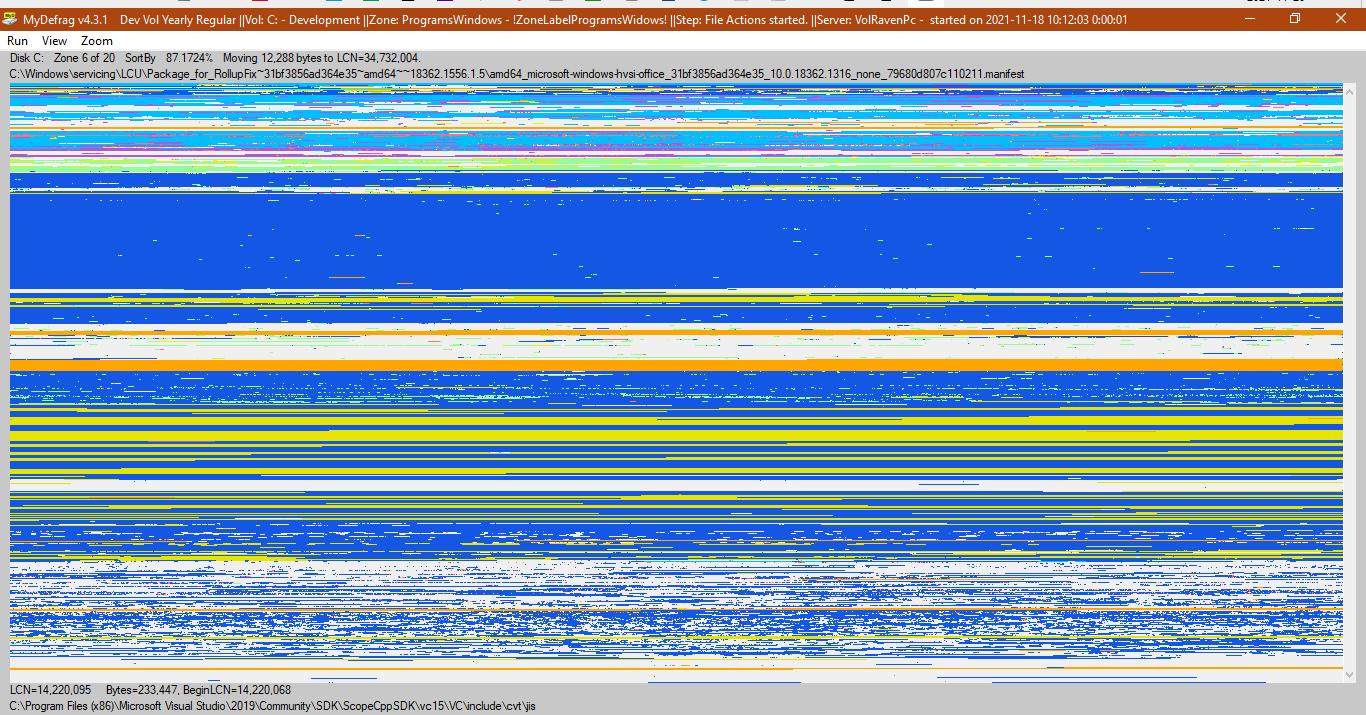 MyDefrag v4.3.1 Dev Vol Yearly Regular ||Vol: C: - Development ||Zone: ProgramsWindows - !ZoneLabelProgramsWidows! ||Step: File Actions started. ||Server: VolRavenPc - started on 2021-11-18 10:12:03 0:00:01
Run View Zoom
Disk C: Zone 6 of 20 SortBy 87.1724% Moving 12,288 bytes to LCN=34,732,004.
C:\Windows\servicing\LCU\Package_for_RollupFix~31bf3856ad364e35~amd64~~18362.1556.1.5\amd64_microsoft-windows-hvsi-office_31bf3856ad364e35_10.0.18362.1316_none_79680d807c110211.manifest
LCN=14,220,095 Bytes=233,447, BeginLCN=14,220,068
C:\Program Files (x86)\Microsoft Visual Studio\2019\Community\SDK\ScopeCppSDK\vc15\VC\include\cvt\jis